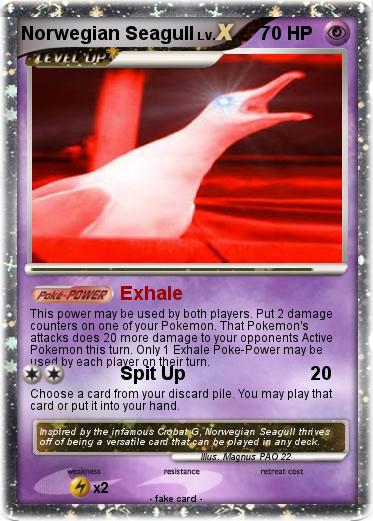 Norwegian Seagull LV.X 70 HP
LEVEL-UP
Poké-POWER Exhale
This power may be used by both players. Put 2 damage
counters on one of your Pokemon. That Pokemon's
attacks does 20 more damage to your opponents Active
Pokemon this turn. Only 1 Exhale Poke-Power may be
used by each player on their turn.
Spit Up 20
Choose a card from your discard pile. You may play that
card or put it into your hand.
Inspired by the infamous Crobat G, Norwegian Seagull thrives
off of being a versatile card that can be played in any deck.
Illus. Magnus PAO 22
weakness resistance retreat cost
x2
- fake card -